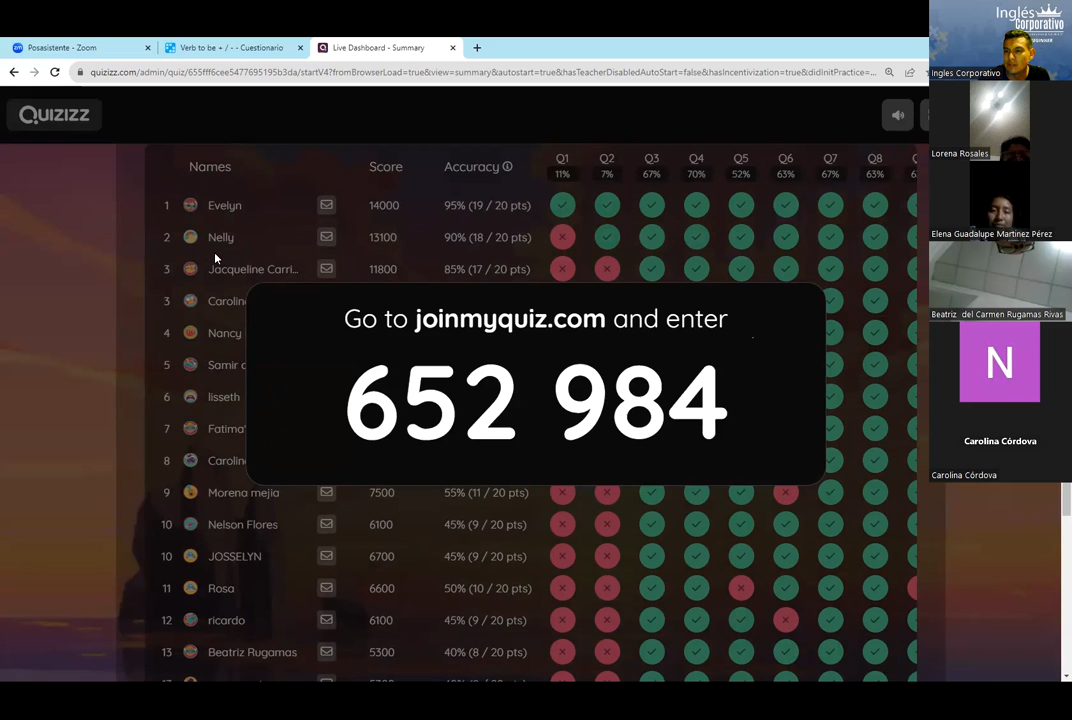 Posasistente - Zoom
Verb to be + / - - Cuestionario
Live Dashboard - Summary
quizizz.com/admin/quiz/655fff6cee5477695195b3da/startV4?fromBrowserLoad=true&view=summary&autostart=true&hasTeacherDisabledAutoStart=false&hasIncentivization=true&didInitPractice=...
Quizizz
Names Score Accuracy Q1 Q2 Q3 Q4 Q5 Q6 Q7 Q8
11% 7% 67% 70% 52% 63% 67% 63%
1 Evelyn 14000 95% (19 / 20 pts)
2 Nelly 13100 90% (18 / 20 pts)
3 Jacqueline Carri... 11800 85% (17 / 20 pts)
3 Carolin
4 Nancy
5 Samir
6 lisseth
7 Fatima
8 Carolin
Go to joinmyquiz.com and enter
652 984
9 Morena mejia 7500 55% (11 / 20 pts)
10 Nelson Flores 6100 45% (9 / 20 pts)
10 JOSSELYN 6700 45% (9 / 20 pts)
11 Rosa 6600 50% (10 / 20 pts)
12 ricardo 6100 45% (9 / 20 pts)
13 Beatriz Rugamas 5300 40% (8 / 20 pts)
Inglés
Corporativo
BEGINNER
Ingles Corporativo
Lorena Rosales
Elena Guadalupe Martinez Pérez
Beatriz del Carmen Rugamas Rivas
N
Carolina Córdova
Carolina Córdova